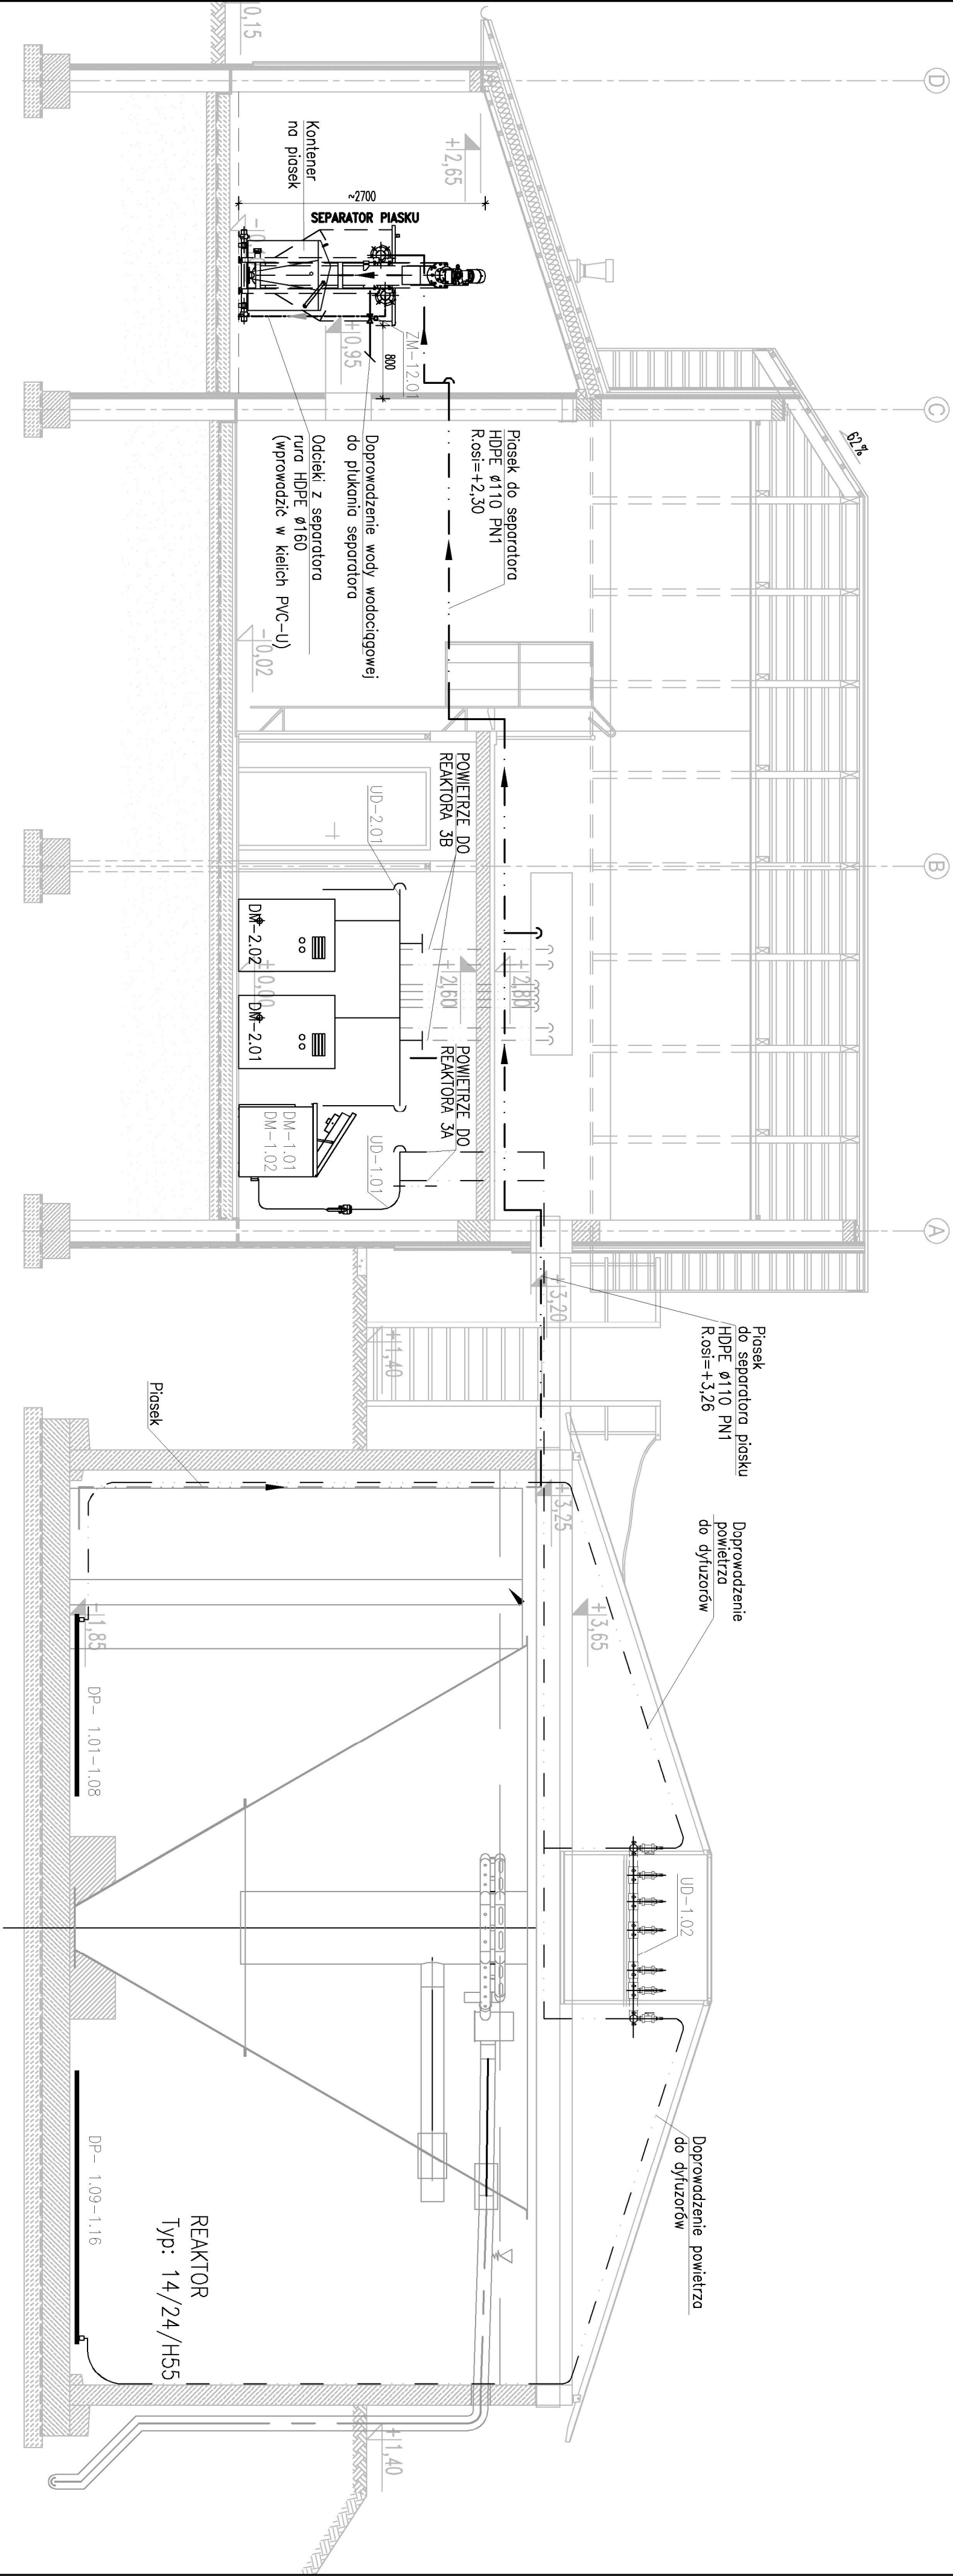 D
C
B
A
62%
+2,65
~2700
SEPARATOR PIASKU
Kontener
na piasek
ZM-12.01
800
+0,95
Piasek do separatora
HDPE ø110 PN1
R.osi=+2,30
Doprowadzenie wody wodociągowej
do płukania separatora
Odcieki z separatora
rura HDPE ø160
(wprowadzić w kielich PVC-U)
-0,02
POWIETRZE DO
REAKTORA 3B
UD-2.01
DM-2.02
+0,00
DM-2.01
+2,60
+2,80
POWIETRZE DO
REAKTORA 3A
UD-1.01
DM-1.01
DM-1.02
+3,20
+1,40
Piasek
do separatora piasku
HDPE ø110 PN1
R.osi=+3,26
Piasek
+3,25
Doprowadzenie
powietrza
do dyfuzorów
+3,65
-1,85
DP- 1.01-1.08
UD-1.02
Doprowadzenie powietrza
do dyfuzorów
DP- 1.09-1.16
REAKTOR
Typ: 14/24/H55
+1,40